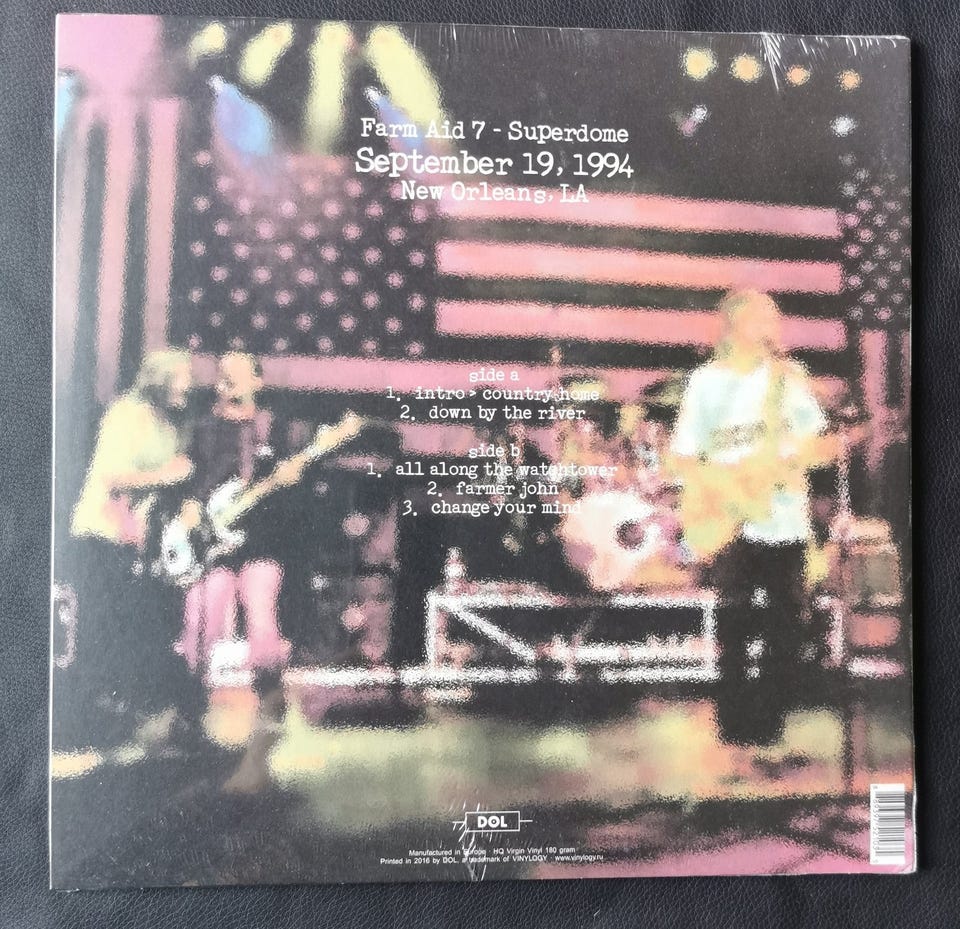 Farm Aid 7 - Superdome
September 19, 1994
New Orleans, LA
side a
1. intro > country home
2. down by the river
side b
1. all along the watchtower
2. farmer john
3. change your mind
DOL
Manufactured in Europe · HQ Virgin Vinyl 180 gram
Printed in 2016 by DOL, a trademark of VINYLOGY · www.vinylogy.ru